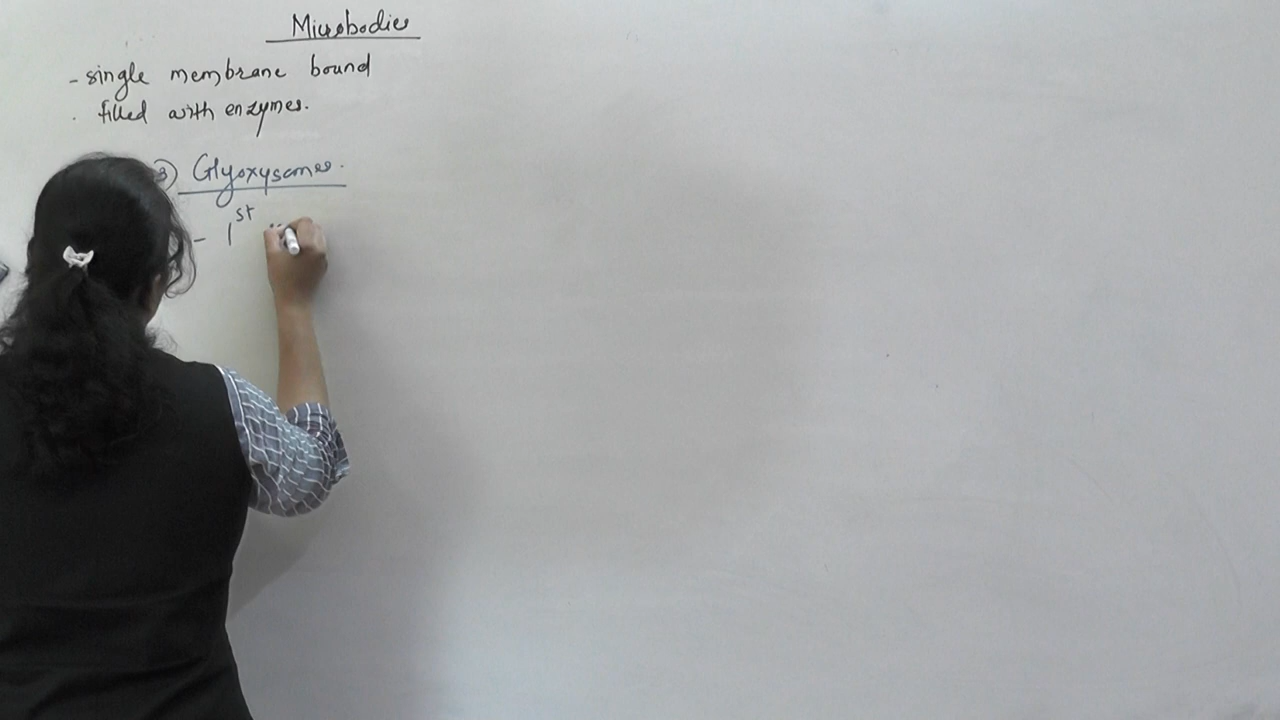 Microbodies
- single membrane bound
. filled with enzymes.
3) Glyoxysomes.
- 1st